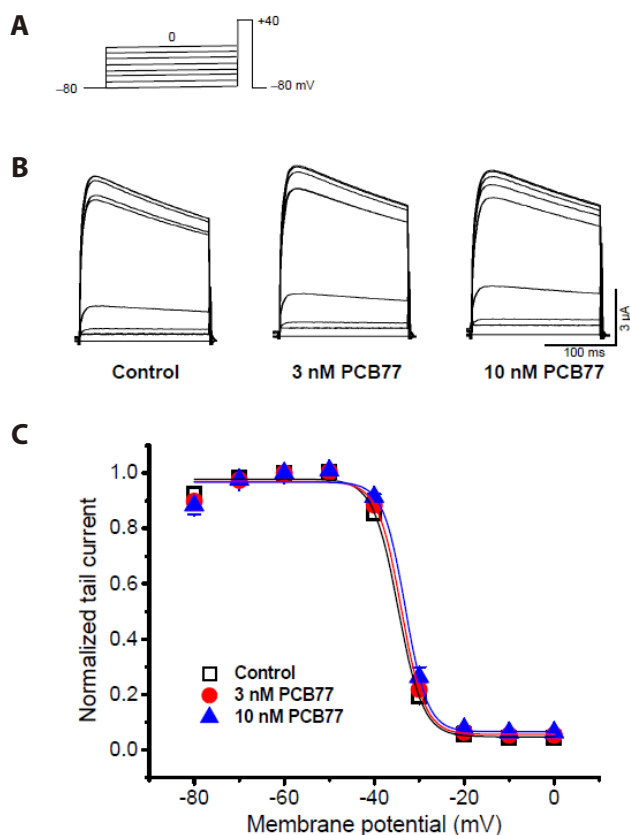 A
+40
0
−80
−80 mV
B
3 µA
100 ms
Control
3 nM PCB77
10 nM PCB77
C
Normalized tail current
1.0
0.8
0.6
0.4
0.2
0.0
Control
3 nM PCB77
10 nM PCB77
-80
-60
-40
-20
0
Membrane potential (mV)